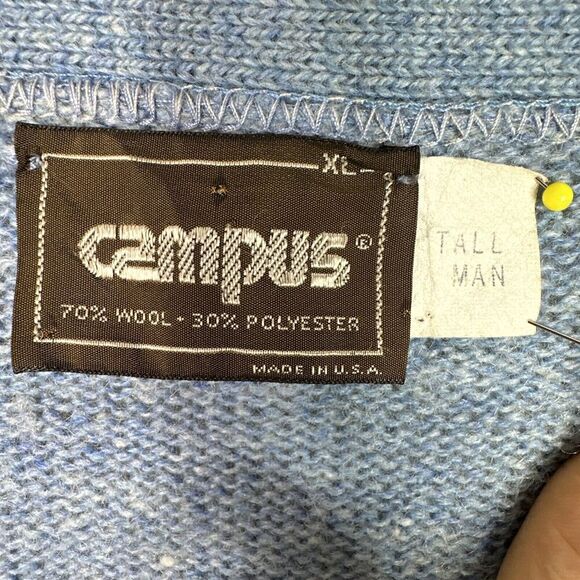 XL
campus®
70% WOOL - 30% POLYESTER
MADE IN U.S.A.
TALL
MAN